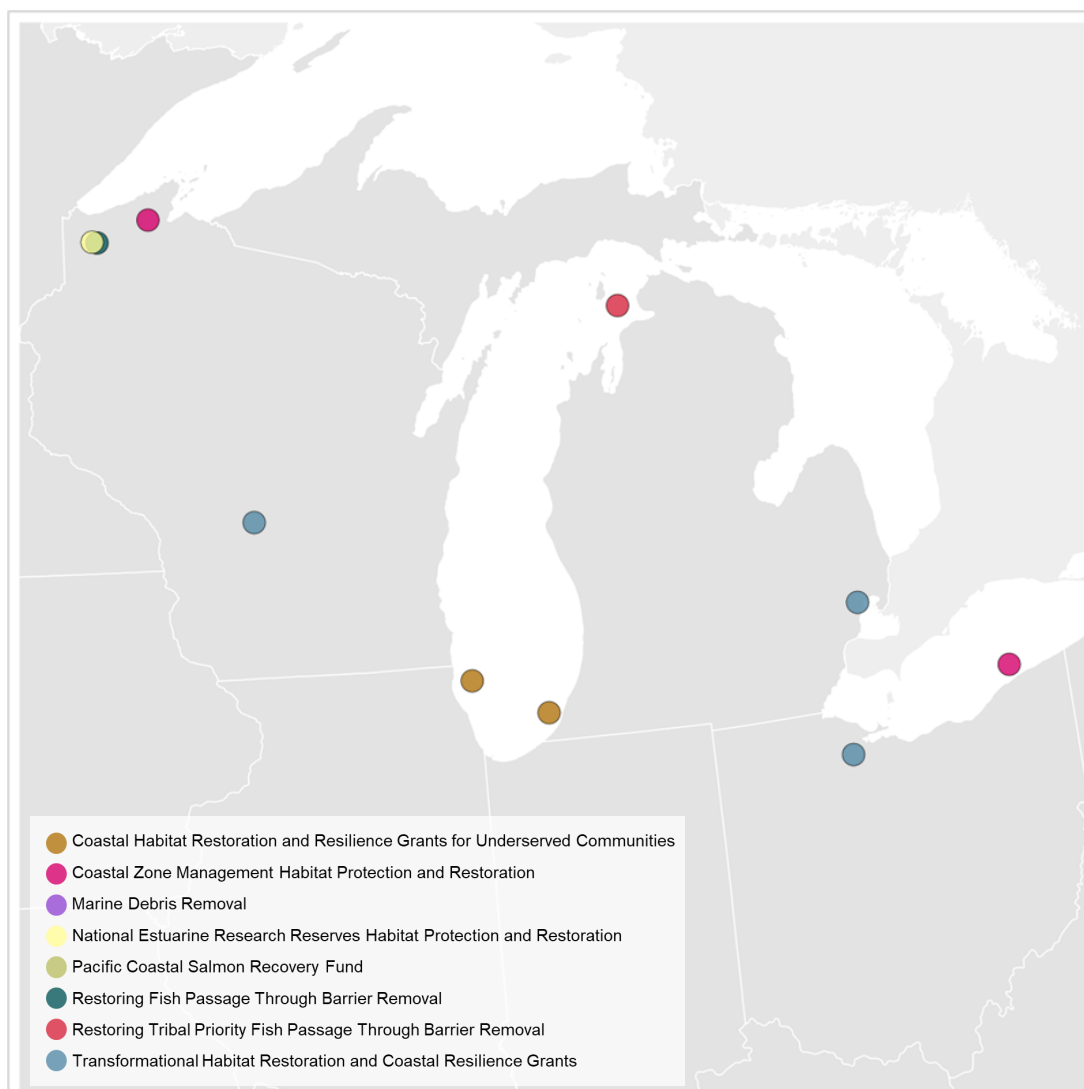 Coastal Habitat Restoration and Resilience Grants for Underserved Communities
Coastal Zone Management Habitat Protection and Restoration
Marine Debris Removal
National Estuarine Research Reserves Habitat Protection and Restoration
Pacific Coastal Salmon Recovery Fund
Restoring Fish Passage Through Barrier Removal
Restoring Tribal Priority Fish Passage Through Barrier Removal
Transformational Habitat Restoration and Coastal Resilience Grants